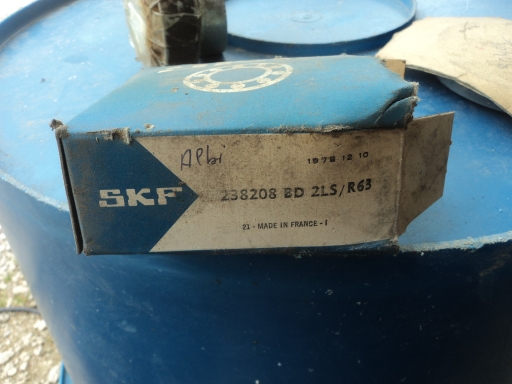 Albi
1978 12 10
SKF
238208 BD 2LS/R63
21 - MADE IN FRANCE - I